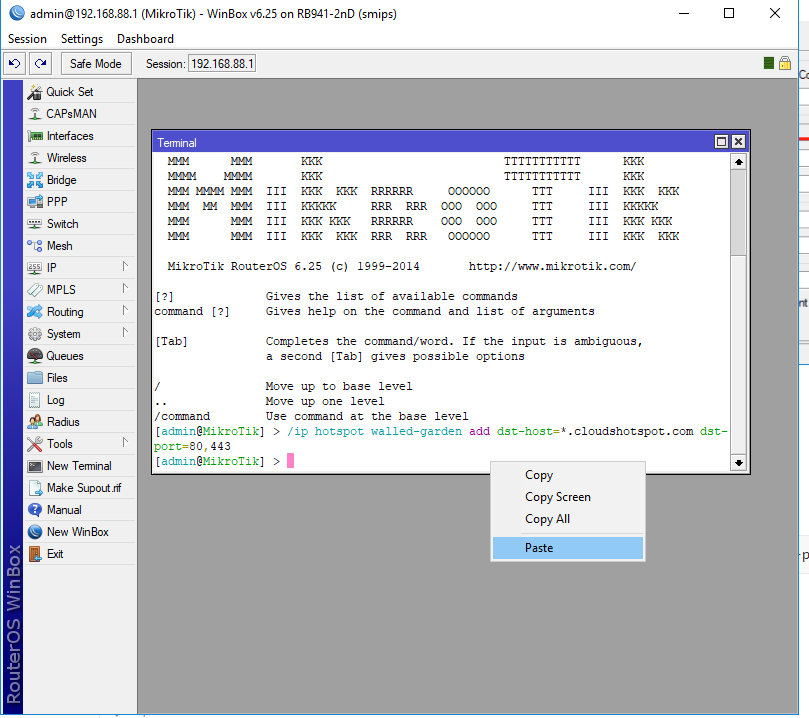 admin@192.168.88.1 (MikroTik) - WinBox v6.25 on RB941-2nD (smips)
Session Settings Dashboard
Safe Mode Session: 192.168.88.1
Quick Set
CAPsMAN
Interfaces
Wireless
Bridge
PPP
Switch
Mesh
IP
MPLS
Routing
System
Queues
Files
Log
Radius
Tools
New Terminal
Make Supout.rif
Manual
New WinBox
Exit
RouterOS WinBox
Terminal
MMM      MMM       KKK                          TTTTTTTTTTT      KKK
MMMM    MMMM       KKK                          TTTTTTTTTTT      KKK
MMM MMMM MMM  III  KKK  KKK  RRRRRR     OOOOOO      TTT     III  KKK  KKK
MMM  MM  MMM  III  KKKKK     RRR  RRR  OOO  OOO     TTT     III  KKKKK
MMM      MMM  III  KKK KKK   RRRRRR    OOO  OOO     TTT     III  KKK KKK
MMM      MMM  III  KKK  KKK  RRR  RRR   OOOOOO      TTT     III  KKK  KKK
MikroTik RouterOS 6.25 (c) 1999-2014       http://www.mikrotik.com/
[?]             Gives the list of available commands
command [?]     Gives help on the command and list of arguments
[Tab]           Completes the command/word. If the input is ambiguous,
a second [Tab] gives possible options
/               Move up to base level
..              Move up one level
/command        Use command at the base level
[admin@MikroTik] > /ip hotspot walled-garden add dst-host=*.cloudshotspot.com dst-
port=80,443
[admin@MikroTik] >
Copy
Copy Screen
Copy All
Paste